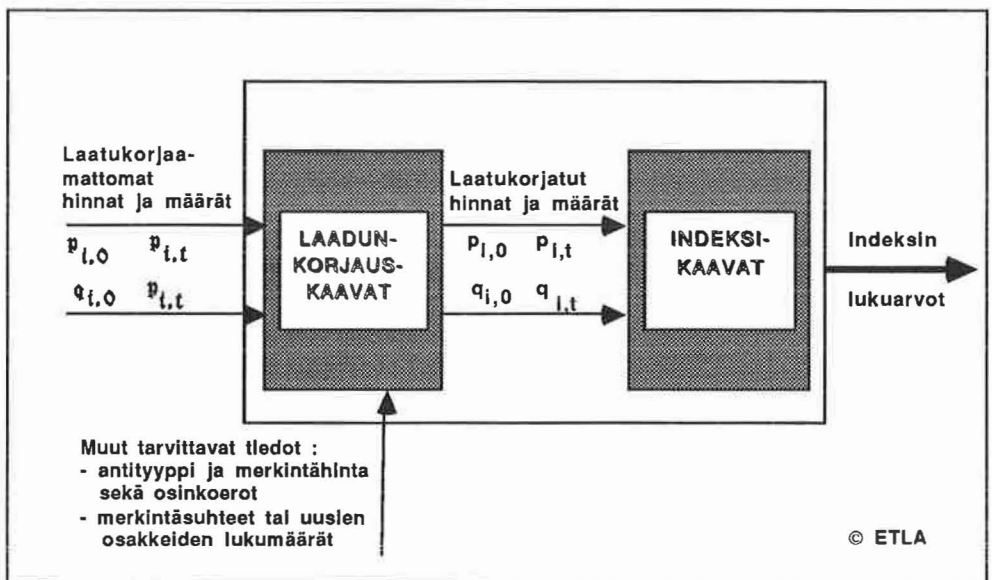 Laatukorjaa-
mattomat
hinnat ja määrät
p i,0 p i,t
q i,0 p i,t
LAADUN-
KORJAUS-
KAAVAT
Laatukorjatut
hinnat ja määrät
p i,0 p i,t
q i,0 q i,t
INDEKSI-
KAAVAT
Indeksin
lukuarvot
Muut tarvittavat tiedot :
- antityyppi ja merkintähinta
sekä osinkoerot
- merkintäsuhteet tai uusien
osakkeiden lukumäärät
© ETLA